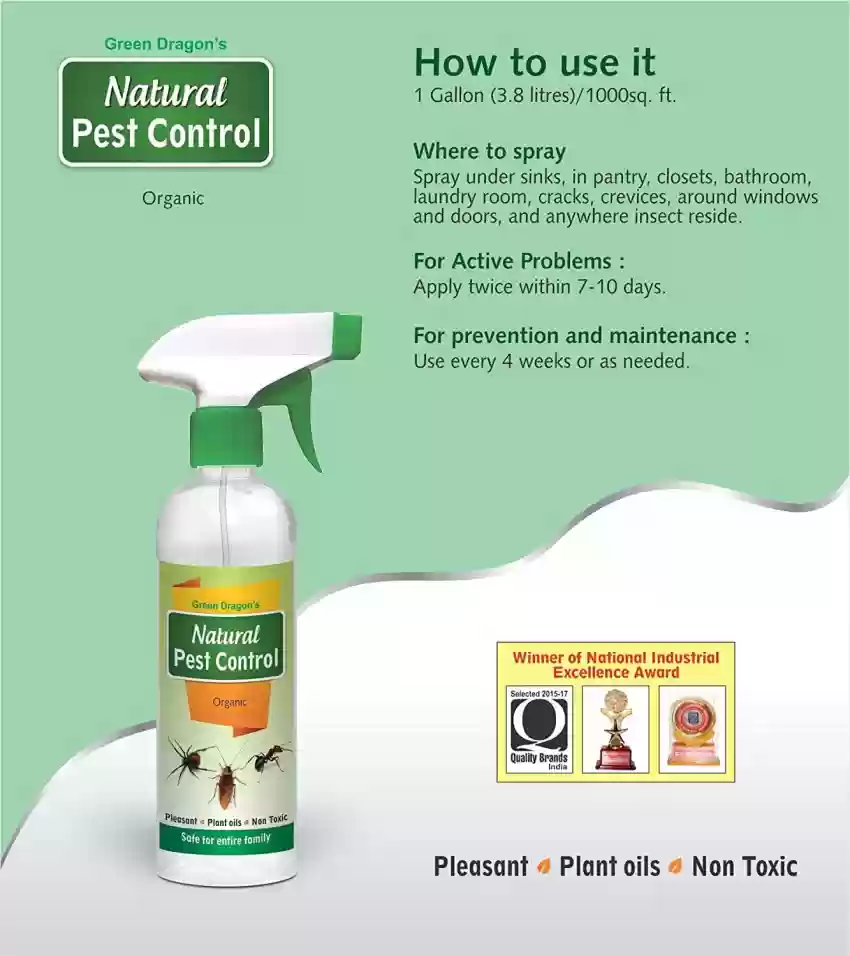 Green Dragon's
Natural
Pest Control
Organic
How to use it
1 Gallon (3.8 litres)/1000sq. ft.
Where to spray
Spray under sinks, in pantry, closets, bathroom,
laundry room, cracks, crevices, around windows
and doors, and anywhere insect reside.
For Active Problems :
Apply twice within 7-10 days.
For prevention and maintenance :
Use every 4 weeks or as needed.
Green Dragon's
Natural
Pest Control
Organic
Pleasant Plant oils Non Toxic
Safe for entire family
Winner of National Industrial
Excellence Award
Selected 2015-17
Q
Quality Brands
India
Pleasant Plant oils Non Toxic